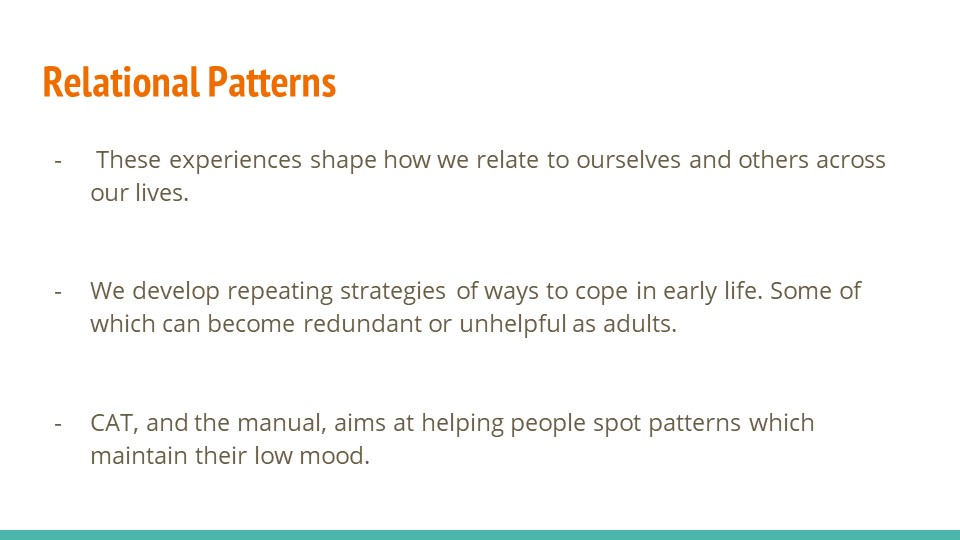 Relational Patterns
- These experiences shape how we relate to ourselves and others across
our lives.
- We develop repeating strategies of ways to cope in early life. Some of
which can become redundant or unhelpful as adults.
- CAT, and the manual, aims at helping people spot patterns which
maintain their low mood.